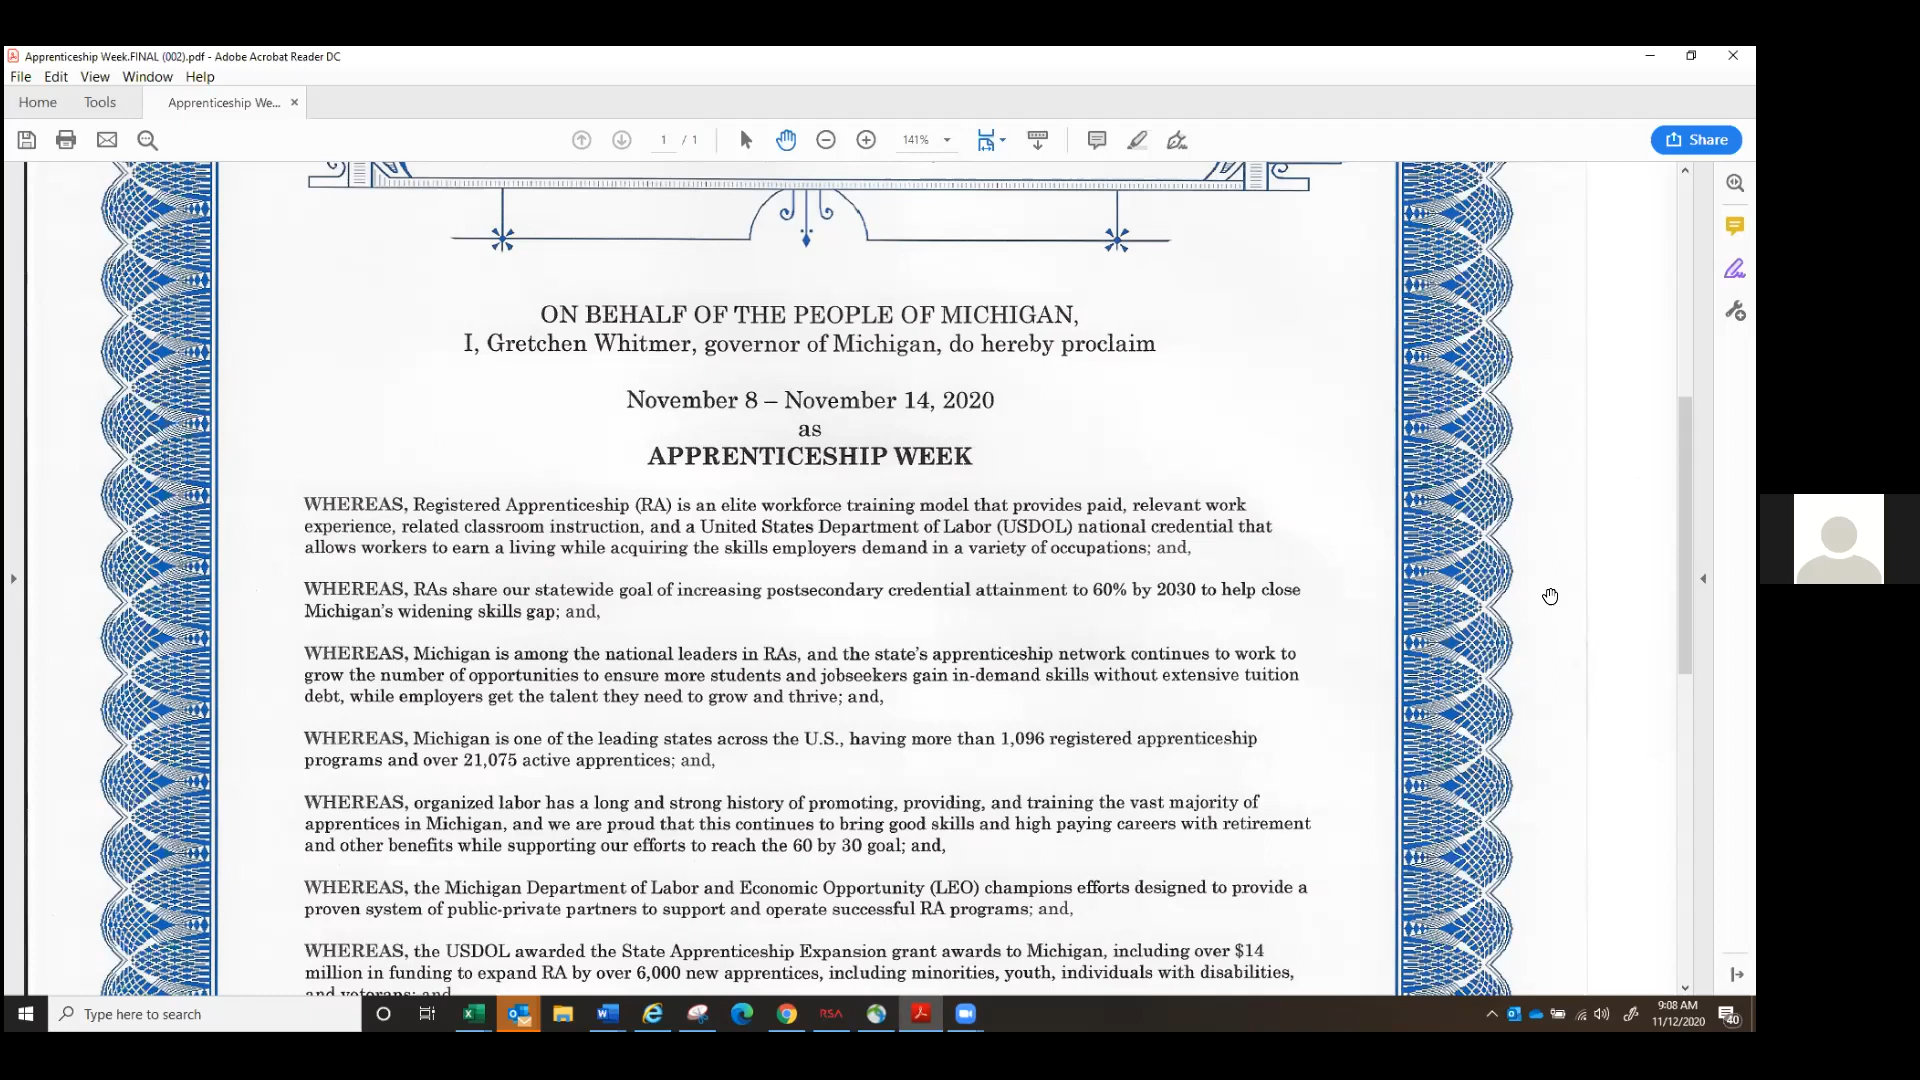 Apprenticeship Week.FINAL (002).pdf - Adobe Acrobat Reader DC
File Edit View Window Help
Home Tools Apprenticeship We... ×
1 / 1 141% Share
ON BEHALF OF THE PEOPLE OF MICHIGAN,
I, Gretchen Whitmer, governor of Michigan, do hereby proclaim
November 8 – November 14, 2020
as
APPRENTICESHIP WEEK
WHEREAS, Registered Apprenticeship (RA) is an elite workforce training model that provides paid, relevant work
experience, related classroom instruction, and a United States Department of Labor (USDOL) national credential that
allows workers to earn a living while acquiring the skills employers demand in a variety of occupations; and,
WHEREAS, RAs share our statewide goal of increasing postsecondary credential attainment to 60% by 2030 to help close
Michigan's widening skills gap; and,
WHEREAS, Michigan is among the national leaders in RAs, and the state's apprenticeship network continues to work to
grow the number of opportunities to ensure more students and jobseekers gain in-demand skills without extensive tuition
debt, while employers get the talent they need to grow and thrive; and,
WHEREAS, Michigan is one of the leading states across the U.S., having more than 1,096 registered apprenticeship
programs and over 21,075 active apprentices; and,
WHEREAS, organized labor has a long and strong history of promoting, providing, and training the vast majority of
apprentices in Michigan, and we are proud that this continues to bring good skills and high paying careers with retirement
and other benefits while supporting our efforts to reach the 60 by 30 goal; and,
WHEREAS, the Michigan Department of Labor and Economic Opportunity (LEO) champions efforts designed to provide a
proven system of public-private partners to support and operate successful RA programs; and,
WHEREAS, the USDOL awarded the State Apprenticeship Expansion grant awards to Michigan, including over $14
million in funding to expand RA by over 6,000 new apprentices, including minorities, youth, individuals with disabilities,
and veterans; and
Type here to search
RSA
9:08 AM
11/12/2020
40